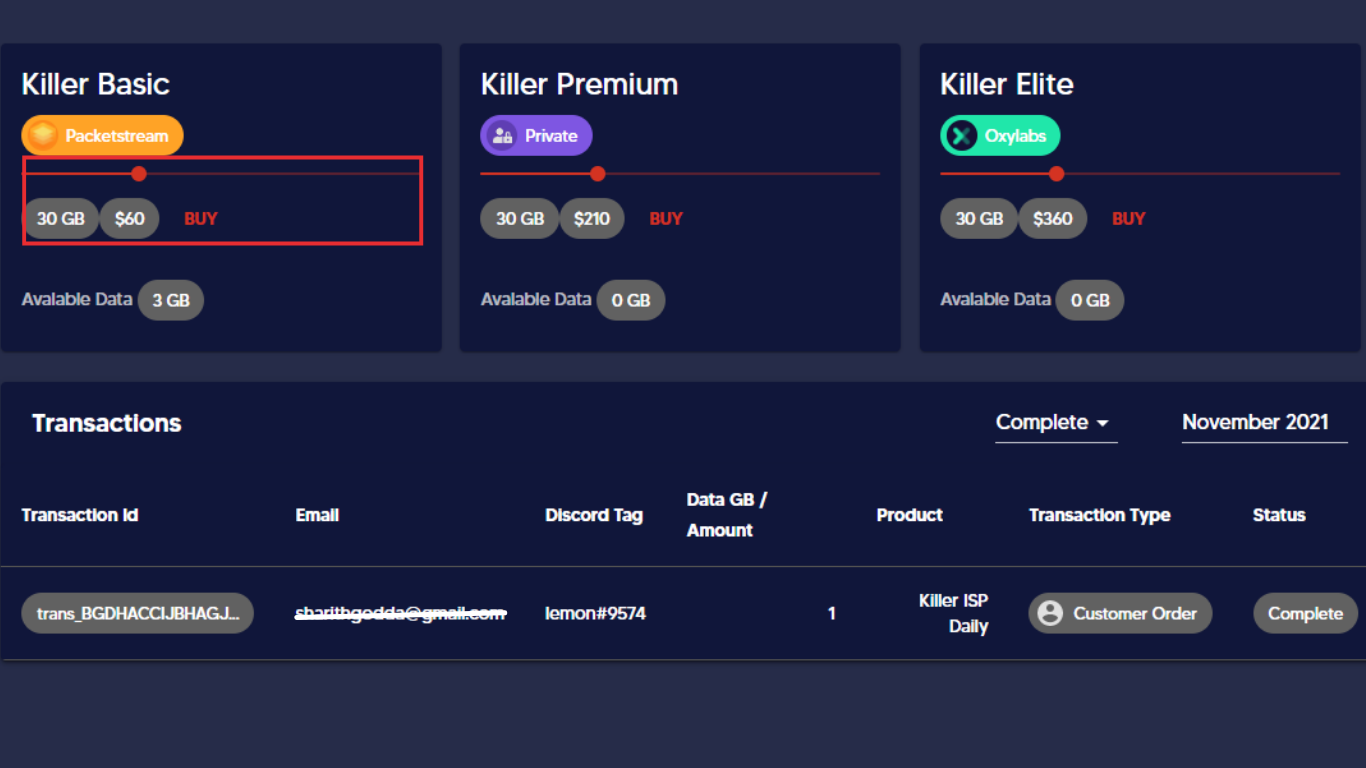 Killer Basic
Packetstream
30 GB $60 BUY
Avalable Data 3 GB
Killer Premium
Private
30 GB $210 BUY
Avalable Data 0 GB
Killer Elite
Oxylabs
30 GB $360 BUY
Avalable Data 0 GB
Transactions Complete November 2021
Transaction Id Email Discord Tag Data GB / Amount Product Transaction Type Status
trans_BGDHACCIJBHAGJ... lemon#9574 1 Killer ISP Daily Customer Order Complete